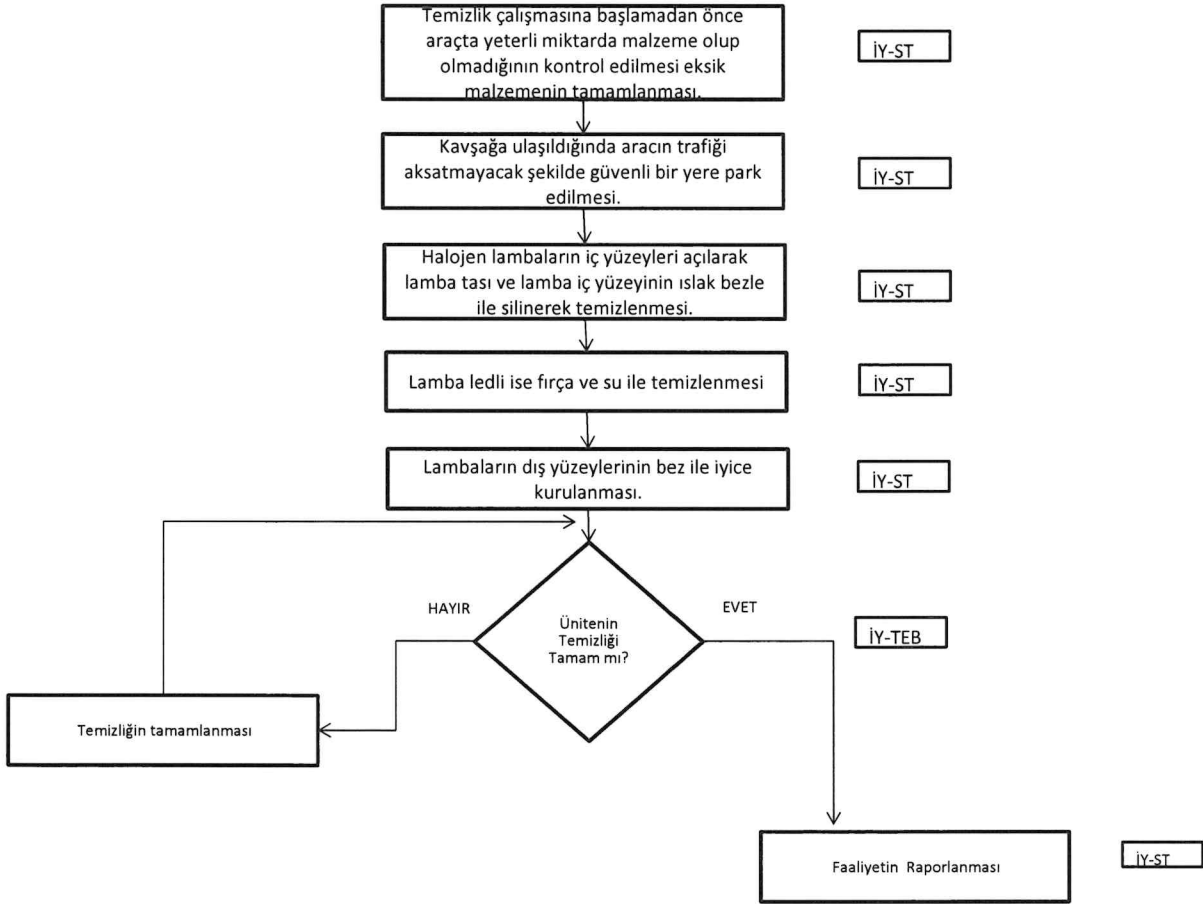 Temizlik çalışmasına başlamadan önce
araçta yeterli miktarda malzeme olup
olmadığının kontrol edilmesi eksik
malzemenin tamamlanması.
İY-ST
Kavşağa ulaşıldığında aracın trafiği
aksatmayacak şekilde güvenli bir yere park
edilmesi.
İY-ST
Halojen lambaların iç yüzeyleri açılarak
lamba tası ve lamba iç yüzeyinin ıslak bezle
ile silinerek temizlenmesi.
İY-ST
Lamba ledli ise fırça ve su ile temizlenmesi
İY-ST
Lambaların dış yüzeylerinin bez ile iyice
kurulanması.
İY-ST
HAYIR
EVET
Ünitenin
Temizliği
Tamam mı?
İY-TEB
Temizliğin tamamlanması
Faaliyetin Raporlanması
İY-ST